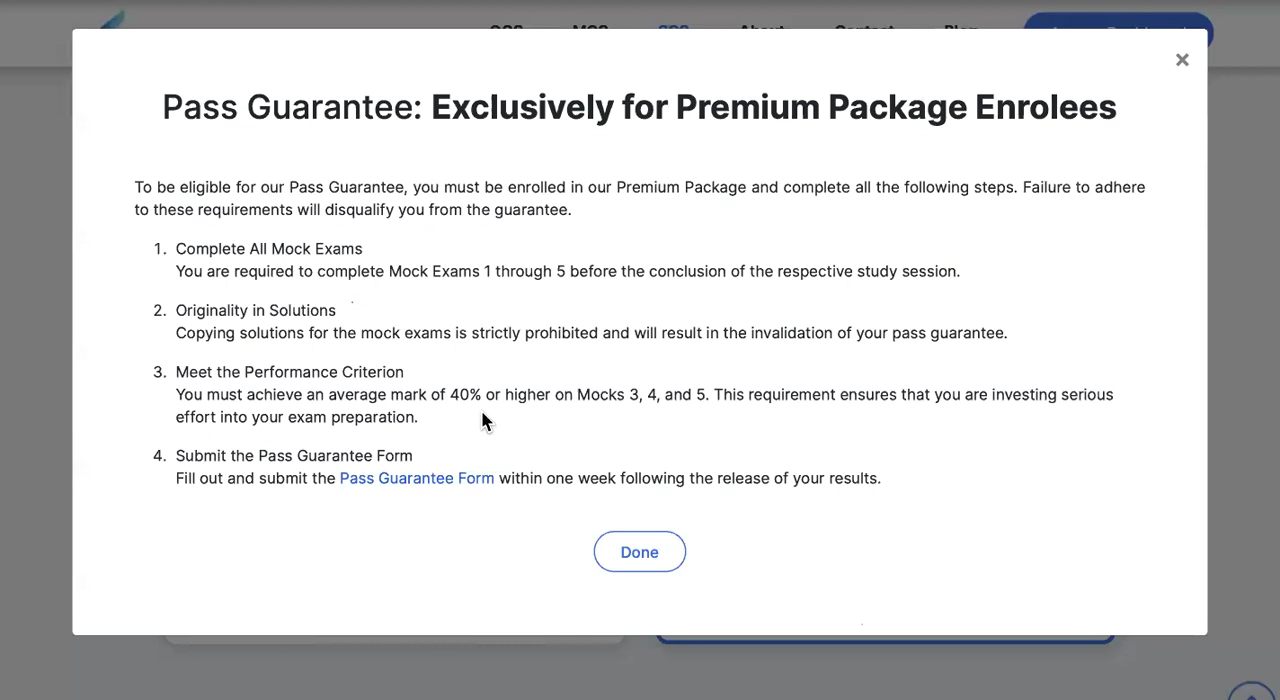 Pass Guarantee: Exclusively for Premium Package Enrolees
To be eligible for our Pass Guarantee, you must be enrolled in our Premium Package and complete all the following steps. Failure to adhere
to these requirements will disqualify you from the guarantee.
1. Complete All Mock Exams
You are required to complete Mock Exams 1 through 5 before the conclusion of the respective study session.
2. Originality in Solutions
Copying solutions for the mock exams is strictly prohibited and will result in the invalidation of your pass guarantee.
3. Meet the Performance Criterion
You must achieve an average mark of 40% or higher on Mocks 3, 4, and 5. This requirement ensures that you are investing serious
effort into your exam preparation.
4. Submit the Pass Guarantee Form
Fill out and submit the Pass Guarantee Form within one week following the release of your results.
Done